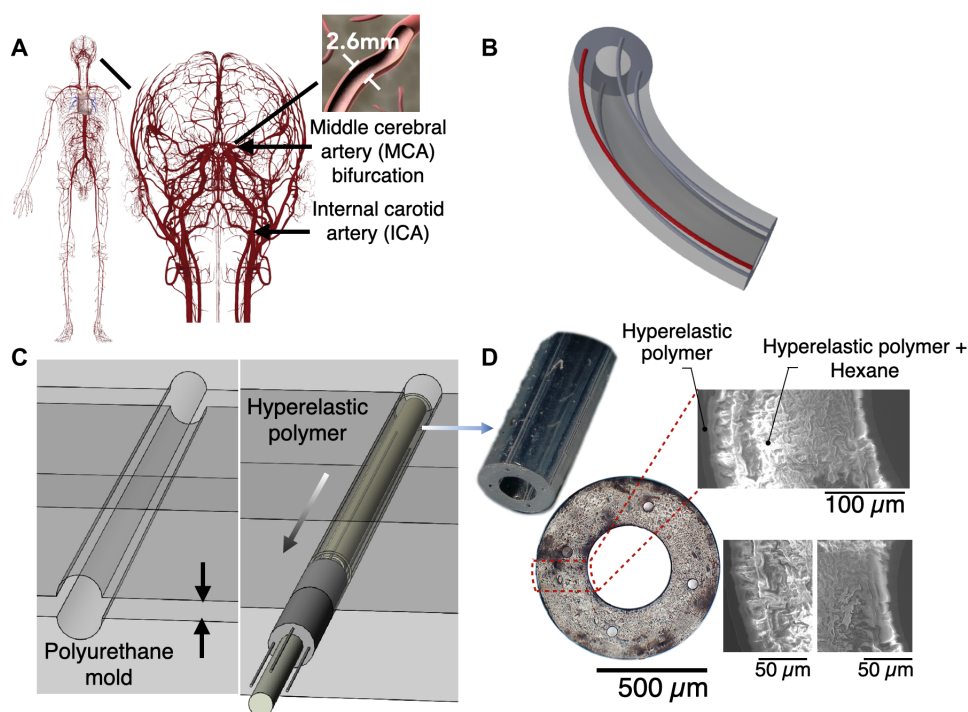 A
2.6mm
Middle cerebral
artery (MCA)
bifurcation
Internal carotid
artery (ICA)
B
C
Hyperelastic
polymer
Polyurethane
mold
D
Hyperelastic
polymer
Hyperelastic polymer +
Hexane
100 μm
500 μm
50 μm
50 μm